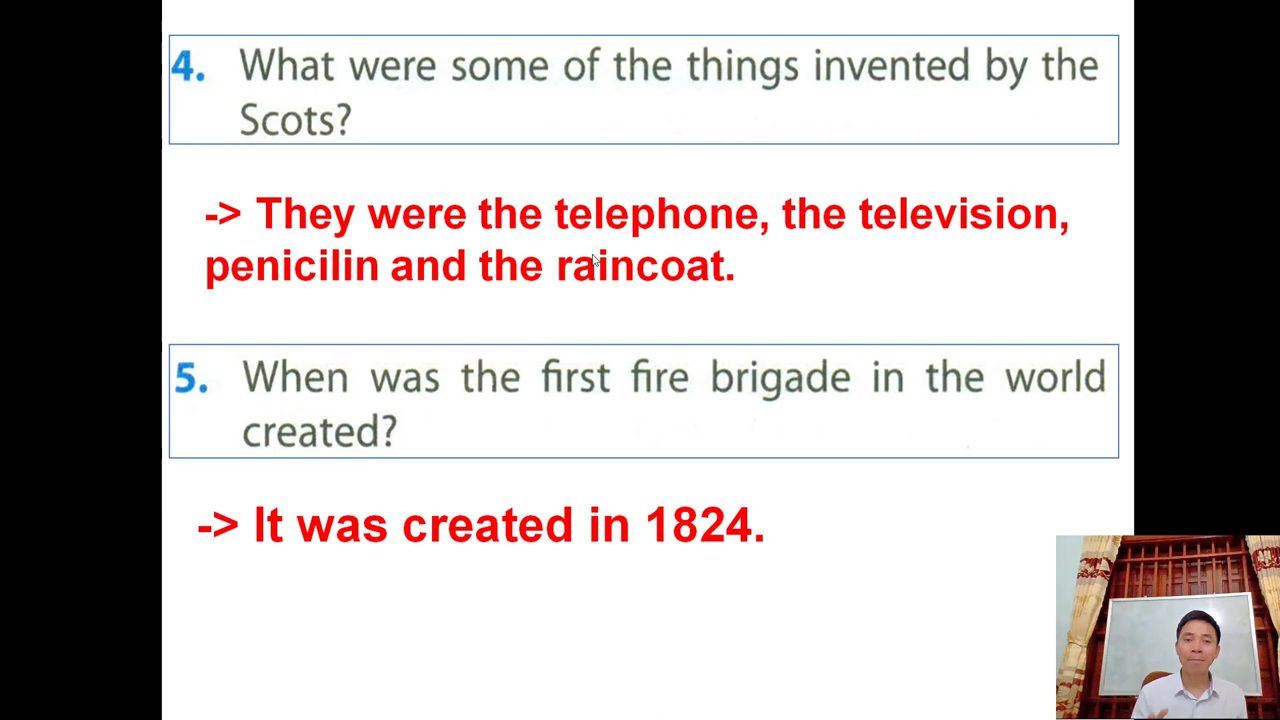 4. What were some of the things invented by the
Scots?
-> They were the telephone, the television,
penicilin and the raincoat.
5. When was the first fire brigade in the world
created?
-> It was created in 1824.